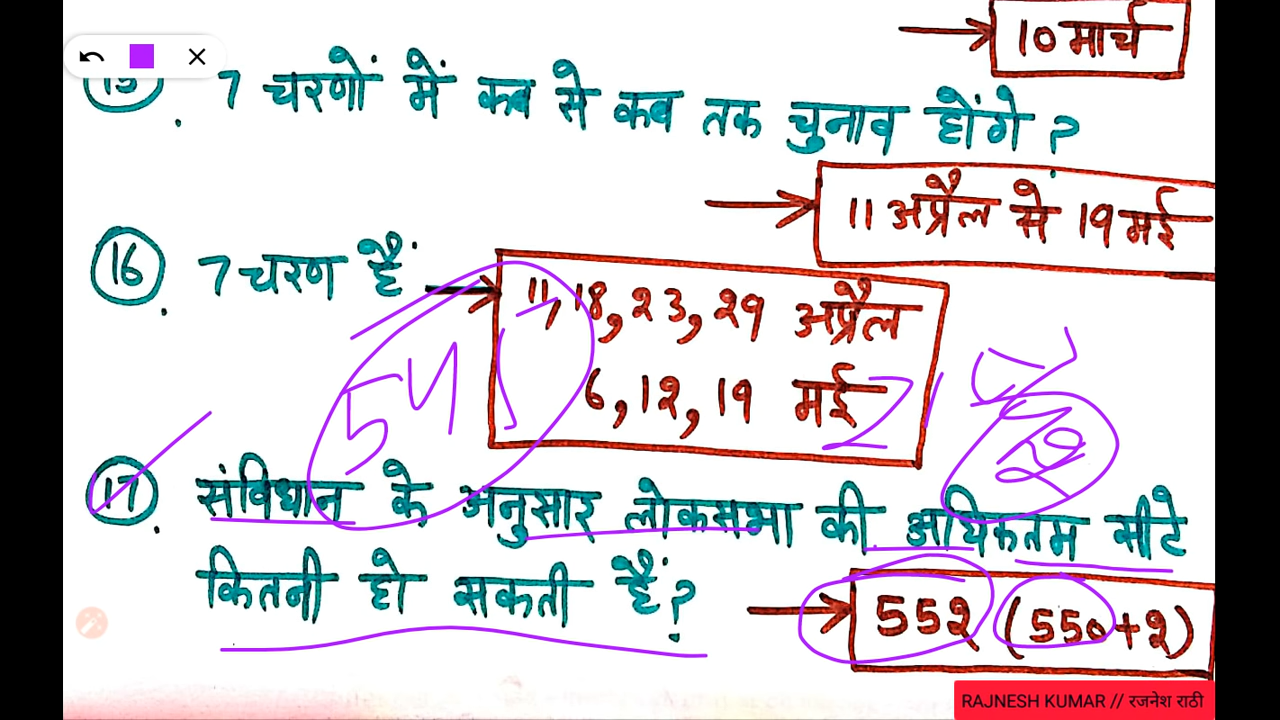 10 मार्च
15. 7 चरणों में कब से कब तक चुनाव होंगे?
11 अप्रैल से 19 मई
16. 7 चरण हैं
11, 18, 23, 29 अप्रैल
6, 12, 19 मई
17. संविधान के अनुसार लोकसभा की अधिकतम सीटे
कितनी हो सकती हैं?
552 (550+2)
RAJNESH KUMAR // रजनेश राठी